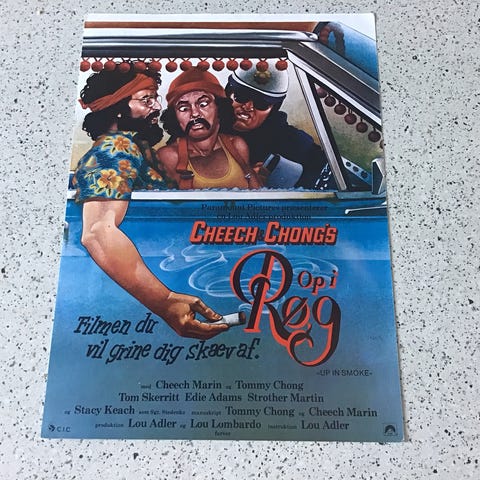 Paramount Pictures præsenterer
en Lou Adler produktion
CHEECH & CHONG'S
Op i
Røg
Filmen du
vil grine dig skæv af.
»UP IN SMOKE«
med Cheech Marin og Tommy Chong
Tom Skerritt Edie Adams Strother Martin
og Stacy Keach som Sgt. Stedenko manuskript Tommy Chong og Cheech Marin
produktion Lou Adler og Lou Lombardo instruktion Lou Adler
farver
C I C